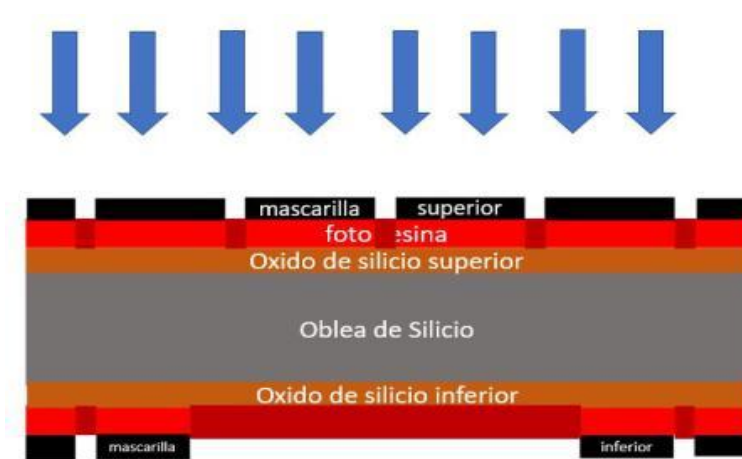 mascarilla superior
foto esina
Oxido de silicio superior
Oblea de Silicio
Oxido de silicio inferior
mascarilla inferior